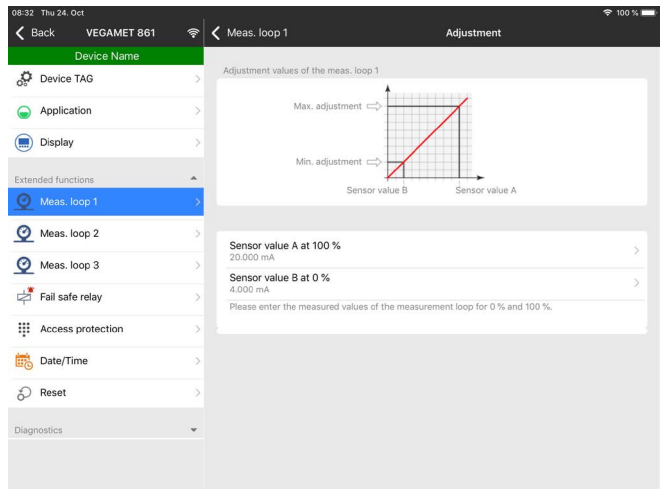 08:32 Thu 24. Oct
100 %
Back
VEGAMET 861
Meas. loop 1
Adjustment
Device Name
Device TAG
Application
Display
Extended functions
Meas. loop 1
Meas. loop 2
Meas. loop 3
Fail safe relay
Access protection
Date/Time
Reset
Diagnostics
Adjustment values of the meas. loop 1
Max. adjustment
Min. adjustment
Sensor value B
Sensor value A
Sensor value A at 100 %
20.000 mA
Sensor value B at 0 %
4.000 mA
Please enter the measured values of the measurement loop for 0 % and 100 %.